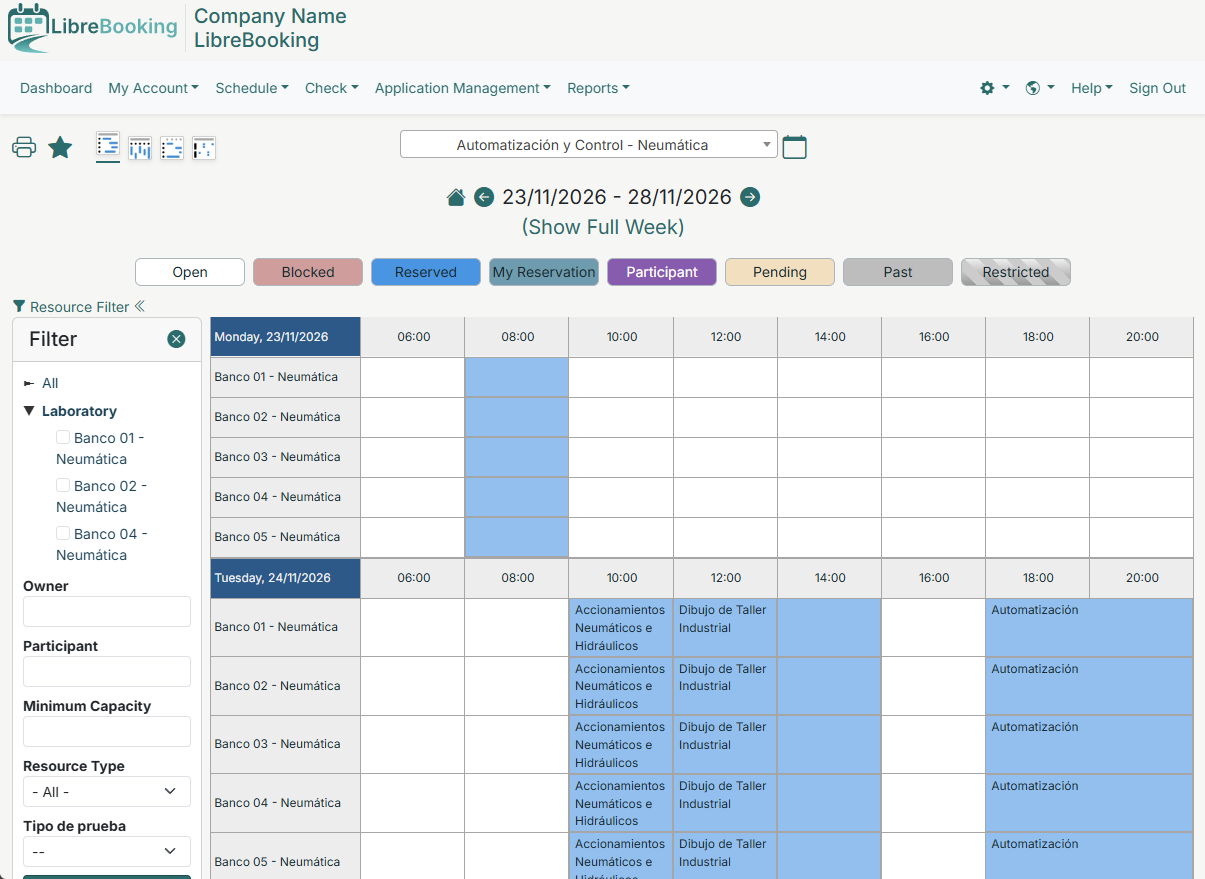 LibreBooking
Company Name
LibreBooking
Dashboard My Account Schedule Check Application Management Reports Help Sign Out
Automatización y Control - Neumática
23/11/2026 - 28/11/2026
(Show Full Week)
Open Blocked Reserved My Reservation Participant Pending Past Restricted
Resource Filter
Filter
All
Laboratory
Banco 01 -
Neumática
Banco 02 -
Neumática
Banco 04 -
Neumática
Owner
Participant
Minimum Capacity
Resource Type
- All -
Tipo de prueba
--
Monday, 23/11/2026 06:00 08:00 10:00 12:00 14:00 16:00 18:00 20:00
Banco 01 - Neumática
Banco 02 - Neumática
Banco 03 - Neumática
Banco 04 - Neumática
Banco 05 - Neumática
Tuesday, 24/11/2026 06:00 08:00 10:00 12:00 14:00 16:00 18:00 20:00
Banco 01 - Neumática
Accionamientos
Neumáticos e
Hidráulicos
Dibujo de Taller
Industrial
Automatización
Banco 02 - Neumática
Accionamientos
Neumáticos e
Hidráulicos
Dibujo de Taller
Industrial
Automatización
Banco 03 - Neumática
Accionamientos
Neumáticos e
Hidráulicos
Dibujo de Taller
Industrial
Automatización
Banco 04 - Neumática
Accionamientos
Neumáticos e
Hidráulicos
Dibujo de Taller
Industrial
Automatización
Banco 05 - Neumática
Accionamientos
Neumáticos e
Dibujo de Taller
Industrial
Automatización